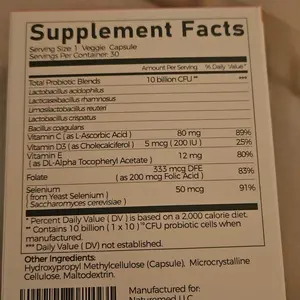 Supplement Facts
Serving Size: 1 Veggie Capsule
Servings Per Container: 30
Amount Per Serving % Daily Value*
Total Probiotic Blends 10 billion CFU** ***
Lactobacillus acidophilus
Lacticaseibacillus rhamnosus
Limosilactobacillus reuteri
Lactobacillus crispatus
Bacillus coagulans
Vitamin C (as L-Ascorbic Acid) 80 mg 89%
Vitamin D3 (as Cholecalciferol) 5 mcg (200 IU) 25%
Vitamin E (as DL-Alpha Tocopheryl Acetate) 12 mg 80%
Folate 333 mcg DFE (as 200 mcg Folic Acid) 83%
Selenium (from Yeast Selenium) Saccharomyces cerevisiae) 50 mcg 91%
* Percent Daily Value (DV) is based on a 2,000 calorie diet.
** Contains 10 billion (1 x 10) **CFU probiotic cells when
manufactured.
*** Daily Value (DV) not established.
Other Ingredients:
Hydroxypropyl Methylcellulose (Capsule), Microcrystalline
Cellulose, Maltodextrin.
Manufactured for:
Naturomed LLC